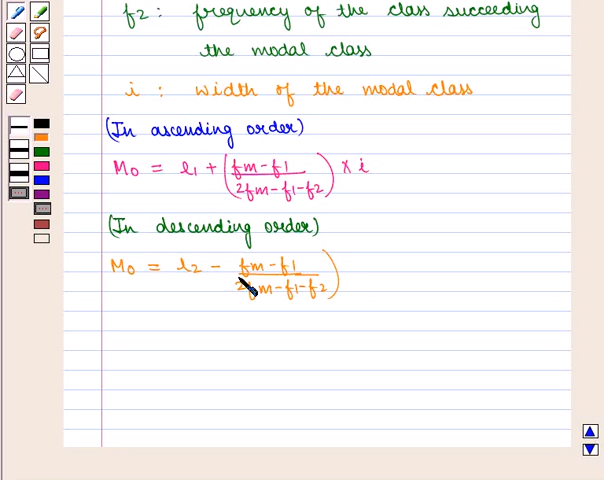 f2: frequency of the class succeeding
the modal class
i : width of the modal class
(In ascending order)
Mo = l1 + (fm-f1 / 2fm-f1-f2) × i
(In descending order)
Mo = l2 - fm-f1 / 2fm-f1-f2)